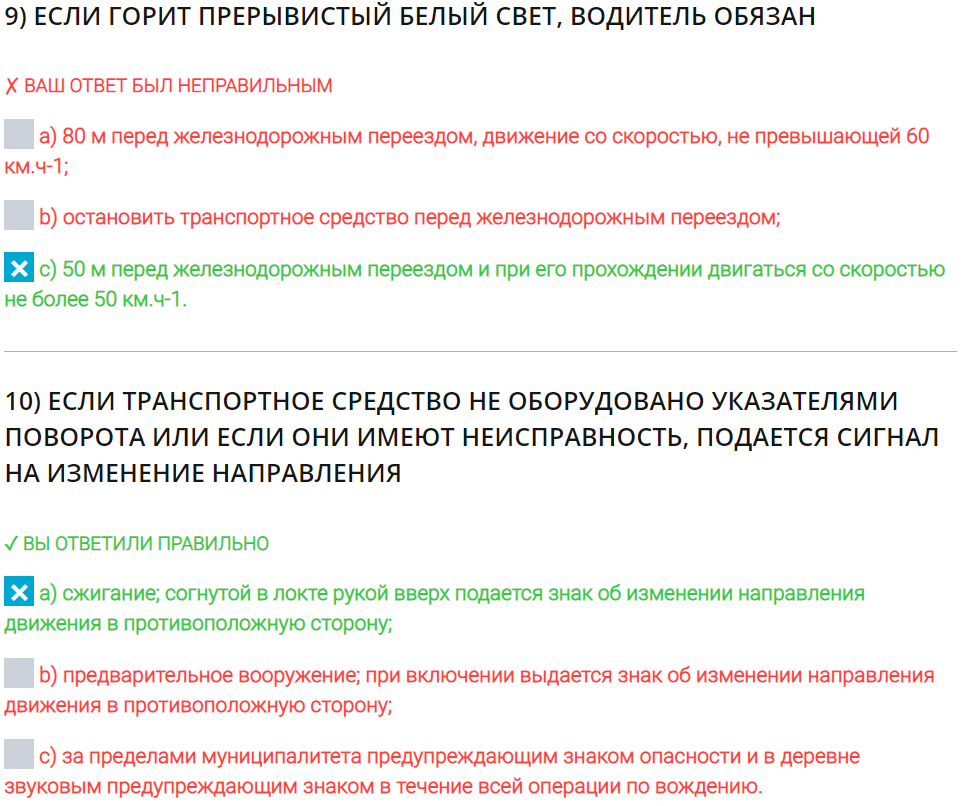 9) ЕСЛИ ГОРИТ ПРЕРЫВИСТЫЙ БЕЛЫЙ СВЕТ, ВОДИТЕЛЬ ОБЯЗАН
✗ ВАШ ОТВЕТ БЫЛ НЕПРАВИЛЬНЫМ
a) 80 м перед железнодорожным переездом, движение со скоростью, не превышающей 60
км.ч-1;
b) остановить транспортное средство перед железнодорожным переездом;
c) 50 м перед железнодорожным переездом и при его прохождении двигаться со скоростью
не более 50 км.ч-1.
10) ЕСЛИ ТРАНСПОРТНОЕ СРЕДСТВО НЕ ОБОРУДОВАНО УКАЗАТЕЛЯМИ
ПОВОРОТА ИЛИ ЕСЛИ ОНИ ИМЕЮТ НЕИСПРАВНОСТЬ, ПОДАЕТСЯ СИГНАЛ
НА ИЗМЕНЕНИЕ НАПРАВЛЕНИЯ
✓ ВЫ ОТВЕТИЛИ ПРАВИЛЬНО
a) сжигание; согнутой в локте рукой вверх подается знак об изменении направления
движения в противоположную сторону;
b) предварительное вооружение; при включении выдается знак об изменении направления
движения в противоположную сторону;
c) за пределами муниципалитета предупреждающим знаком опасности и в деревне
звуковым предупреждающим знаком в течение всей операции по вождению.